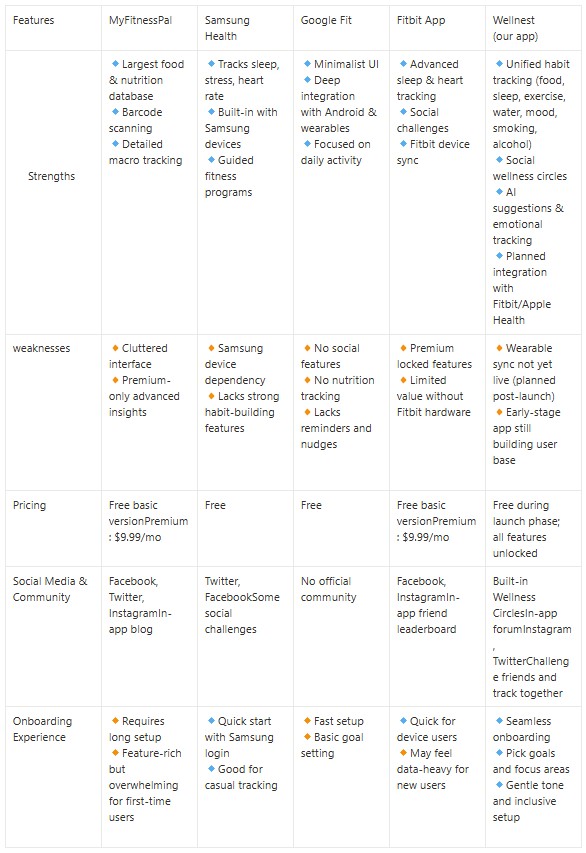 Features
MyFitnessPal
Samsung
Health
Google Fit
Fitbit App
Wellnest
(our app)
Strengths
🔹 Largest food
& nutrition
database
🔹 Barcode
scanning
🔹 Detailed
macro tracking
🔹 Tracks sleep,
stress, heart
rate
🔹 Built-in with
Samsung
devices
🔹 Guided
fitness
programs
🔹 Minimalist UI
🔹 Deep
integration
with Android &
wearables
🔹 Focused on
daily activity
🔹 Advanced
sleep & heart
tracking
🔹 Social
challenges
🔹 Fitbit device
sync
🔹 Unified habit
tracking (food,
sleep, exercise,
water, mood,
smoking,
alcohol)
🔹 Social
wellness circles
🔹 AI
suggestions &
emotional
tracking
🔹 Planned
integration
with
Fitbit/Apple
Health
weaknesses
🔸 Cluttered
interface
🔸 Premium-
only advanced
insights
🔸 Samsung
device
dependency
🔸 Lacks strong
habit-building
features
🔸 No social
features
🔸 No nutrition
tracking
🔸 Lacks
reminders and
nudges
🔸 Premium
locked features
🔸 Limited
value without
Fitbit hardware
🔸 Wearable
sync not yet
live (planned
post-launch)
🔸 Early-stage
app still
building user
base
Pricing
Free basic
versionPremium
: $9.99/mo
Free
Free
Free basic
versionPremium
: $9.99/mo
Free during
launch phase;
all features
unlocked
Social Media &
Community
Facebook,
Twitter,
InstagramIn-
app blog
Twitter,
FacebookSome
social
challenges
No official
community
Facebook,
InstagramIn-
app friend
leaderboard
Built-in
Wellness
CirclesIn-app
forumInstagram
,
TwitterChalleng
e friends and
track together
Onboarding
Experience
🔸 Requires
long setup
🔸 Feature-rich
but
overwhelming
for first-time
users
🔹 Quick start
with Samsung
login
🔹 Good for
casual tracking
🔸 Fast setup
🔸 Basic goal
setting
🔹 Quick for
device users
🔸 May feel
data-heavy for
new users
🔹 Seamless
onboarding
🔹 Pick goals
and focus areas
🔹 Gentle tone
and inclusive
setup